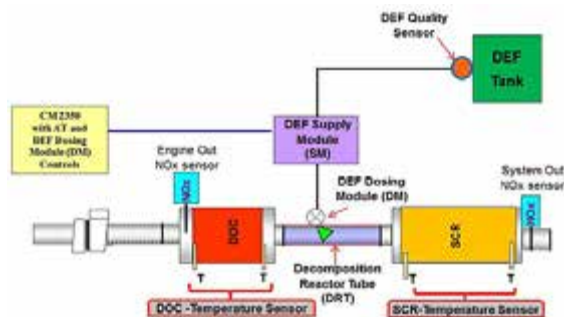 DEF Quality
Sensor
DEF
Tank
CM2350
with AT and
DEF Dosing
Module (DM)
Controls
DEF Supply
Module
(SM)
Engine Out
NOx sensor
System Out
NOx sensor
NOx
DEF Dosing
Module (DM)
NOx
DOC
SCR
T
T
T
T
Decomposition
Reactor Tube
(DRT)
DOC -Temperature Sensor
SCR-Temperature Sensor